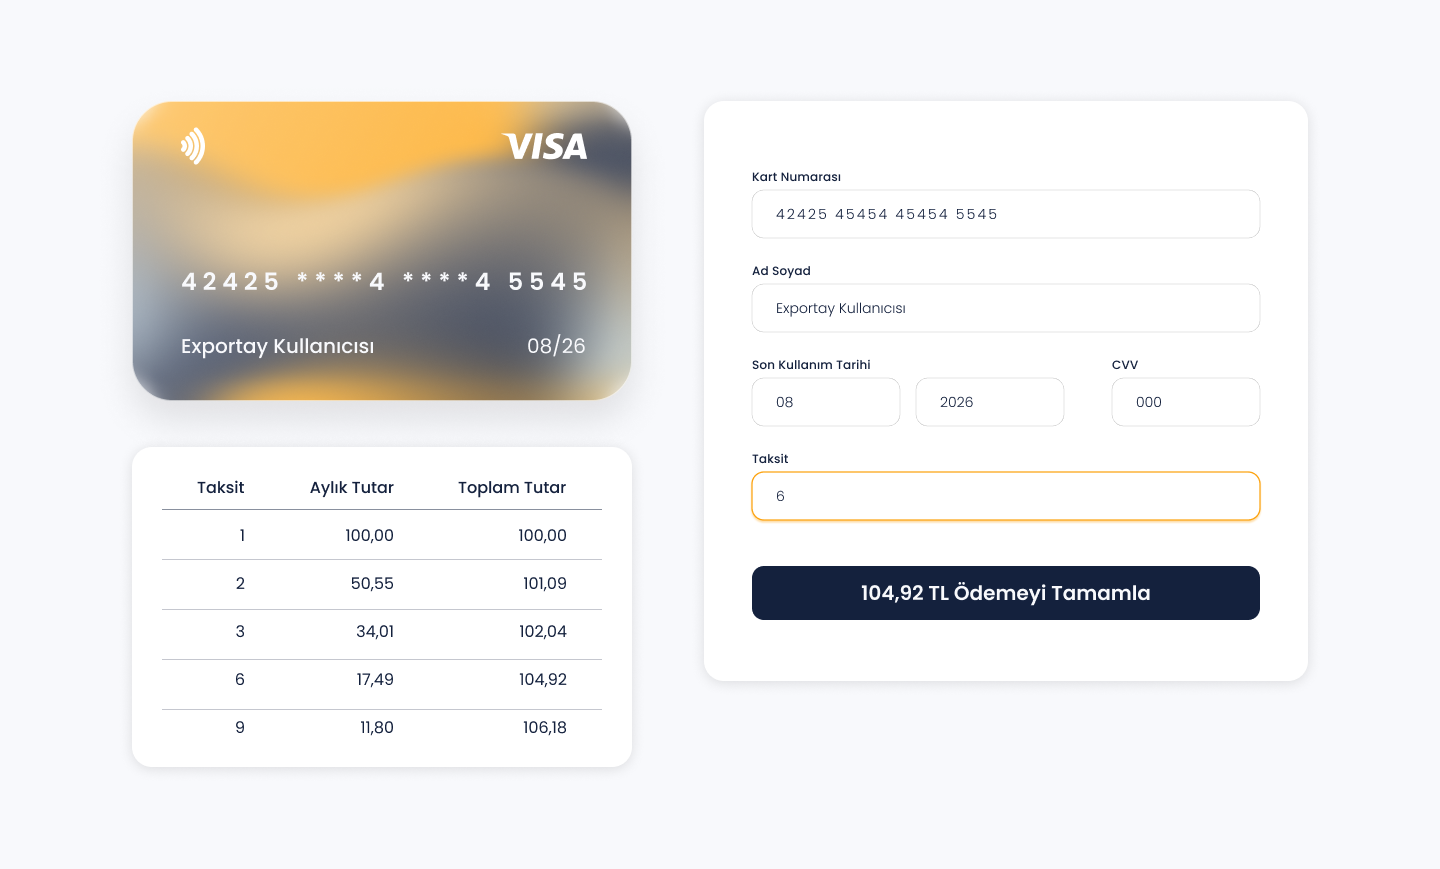 VISA
42425 ****4 ****4 5545
Exportay Kullanıcısı 08/26
Taksit Aylık Tutar Toplam Tutar
1 100,00 100,00
2 50,55 101,09
3 34,01 102,04
6 17,49 104,92
9 11,80 106,18
Kart Numarası
42425 45454 45454 5545
Ad Soyad
Exportay Kullanıcısı
Son Kullanım Tarihi CVV
08 2026 000
Taksit
6
104,92 TL Ödemeyi Tamamla